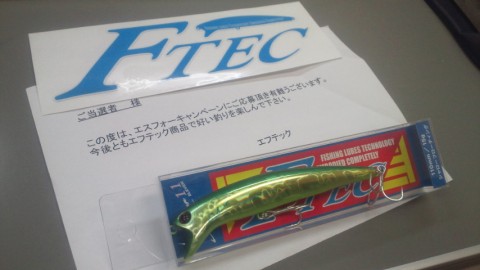 FTEC
ご当選者　様
この度は、エスフォーキャンペーンにご応募頂き有難うございます。
今後ともエフテック商品で好い釣りを楽しんで下さい。
エフテック
FISHING LURES TECHNOLOGY
COMPLETELY
FTEC